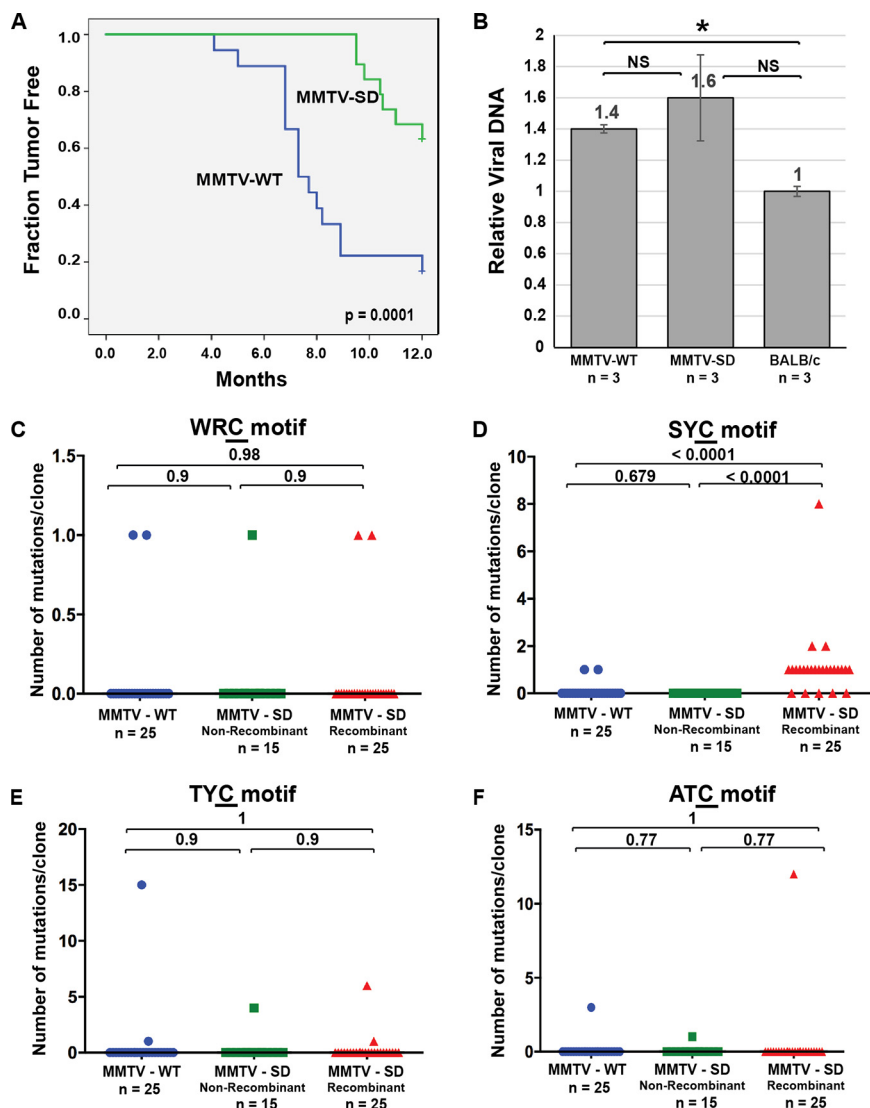 A
Fraction Tumor Free
1.0
0.8
0.6
0.4
0.2
0.0
MMTV-SD
MMTV-WT
p = 0.0001
0.0 2.0 4.0 6.0 8.0 10.0 12.0
Months
B
Relative Viral DNA
2
1.8
1.6
1.4
1.2
1
0.8
0.6
0.4
0.2
0
*
NS NS
1.4
1.6
1
MMTV-WT MMTV-SD BALB/c
n = 3 n = 3 n = 3
C
WRC motif
0.98
0.9 0.9
Number of mutations/clone
1.5
1.0
0.5
0.0
MMTV - WT MMTV - SD MMTV - SD
Non-Recombinant Recombinant
n = 25 n = 15 n = 25
D
SYC motif
< 0.0001
0.679 < 0.0001
Number of mutations/clone
10
8
6
4
2
0
MMTV - WT MMTV - SD MMTV - SD
Non-Recombinant Recombinant
n = 25 n = 15 n = 25
E
TYC motif
1
0.9 0.9
Number of mutations/clone
20
15
10
5
0
MMTV - WT MMTV - SD MMTV - SD
Non-Recombinant Recombinant
n = 25 n = 15 n = 25
F
ATC motif
1
0.77 0.77
Number of mutations/clone
15
10
5
0
MMTV - WT MMTV - SD MMTV - SD
Non-Recombinant Recombinant
n = 25 n = 15 n = 25